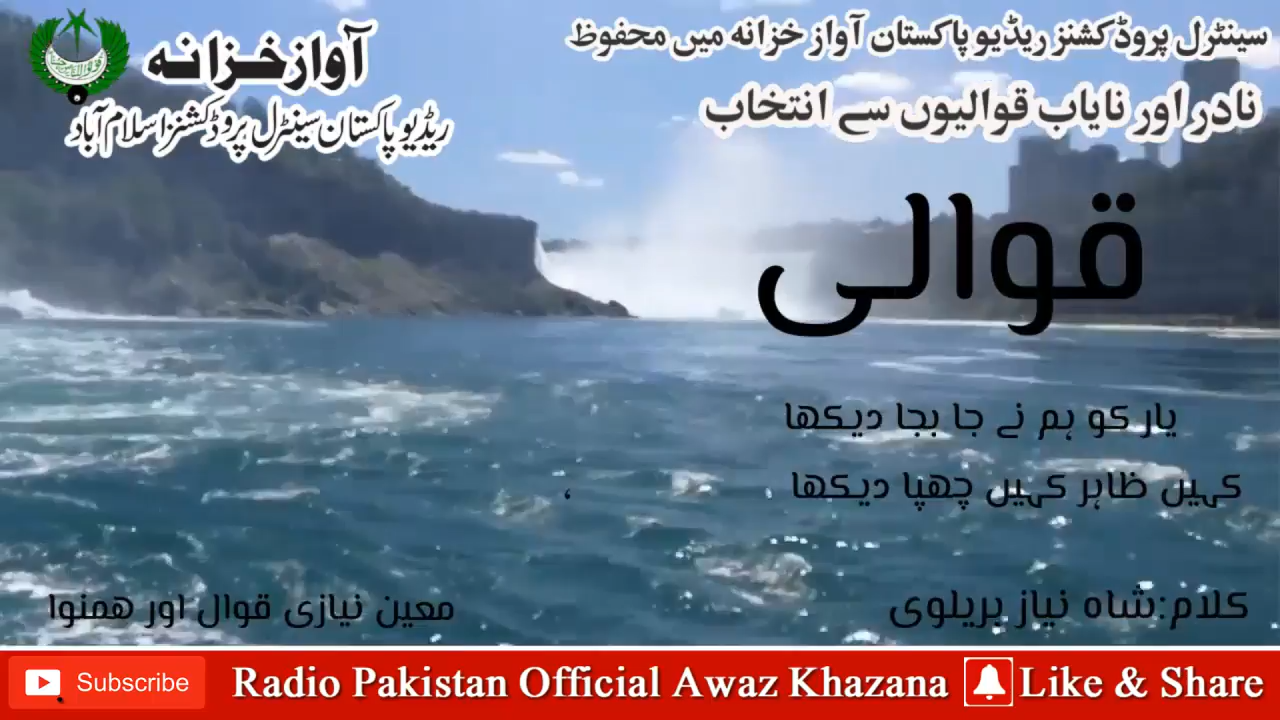 سینٹرل پروڈکشنز ریڈیو پاکستان آواز خزانہ میں محفوظ
نادر اور نایاب قوالیوں سے انتخاب
آواز خزانہ
ریڈیو پاکستان سینٹرل پروڈکشنز اسلام آباد
قوالی
یار کو ہم نے جا بجا دیکھا
کہیں ظاہر کہیں چھپا دیکھا ،
کلام:شاہ نیاز بریلوی
معین نیازی قوال اور ھمنوا
Subscribe Radio Pakistan Official Awaz Khazana Like & Share